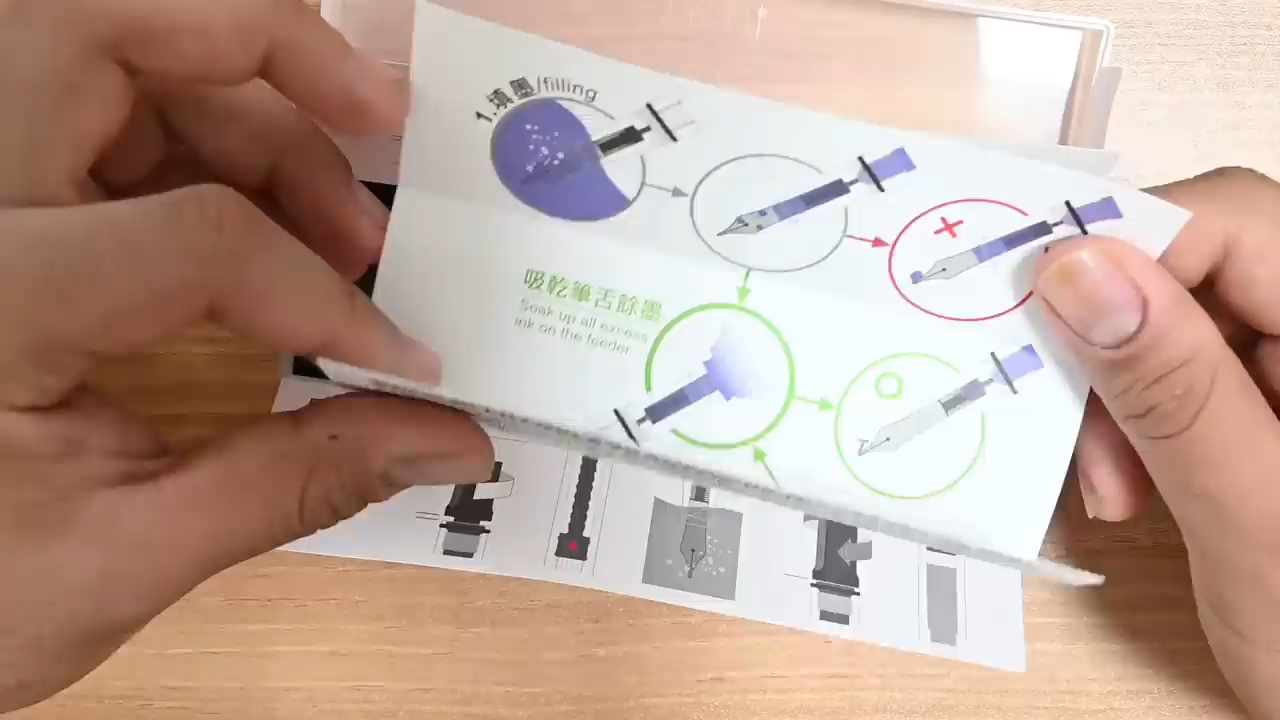 1.填墨/filling
吸乾筆舌餘墨
Soak up all excess
ink on the feeder